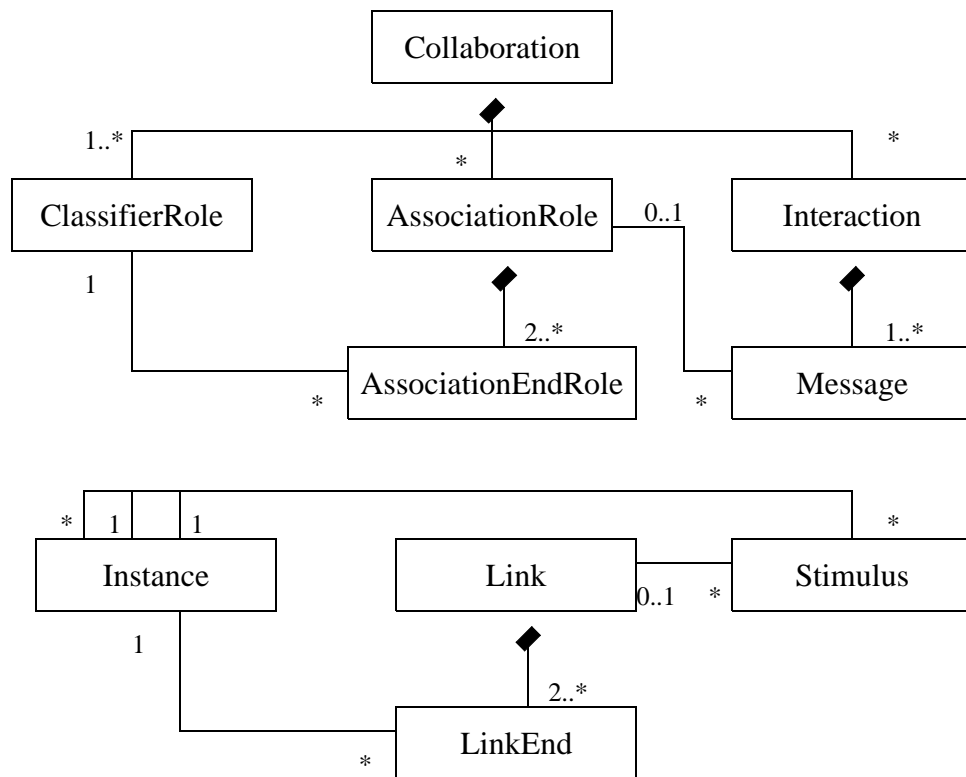 Collaboration
1..*
*
*
ClassifierRole
AssociationRole
0..1
Interaction
1
2..*
1..*
AssociationEndRole
Message
*
*
*
1
1
*
Instance
Link
Stimulus
0..1
*
1
2..*
LinkEnd
*